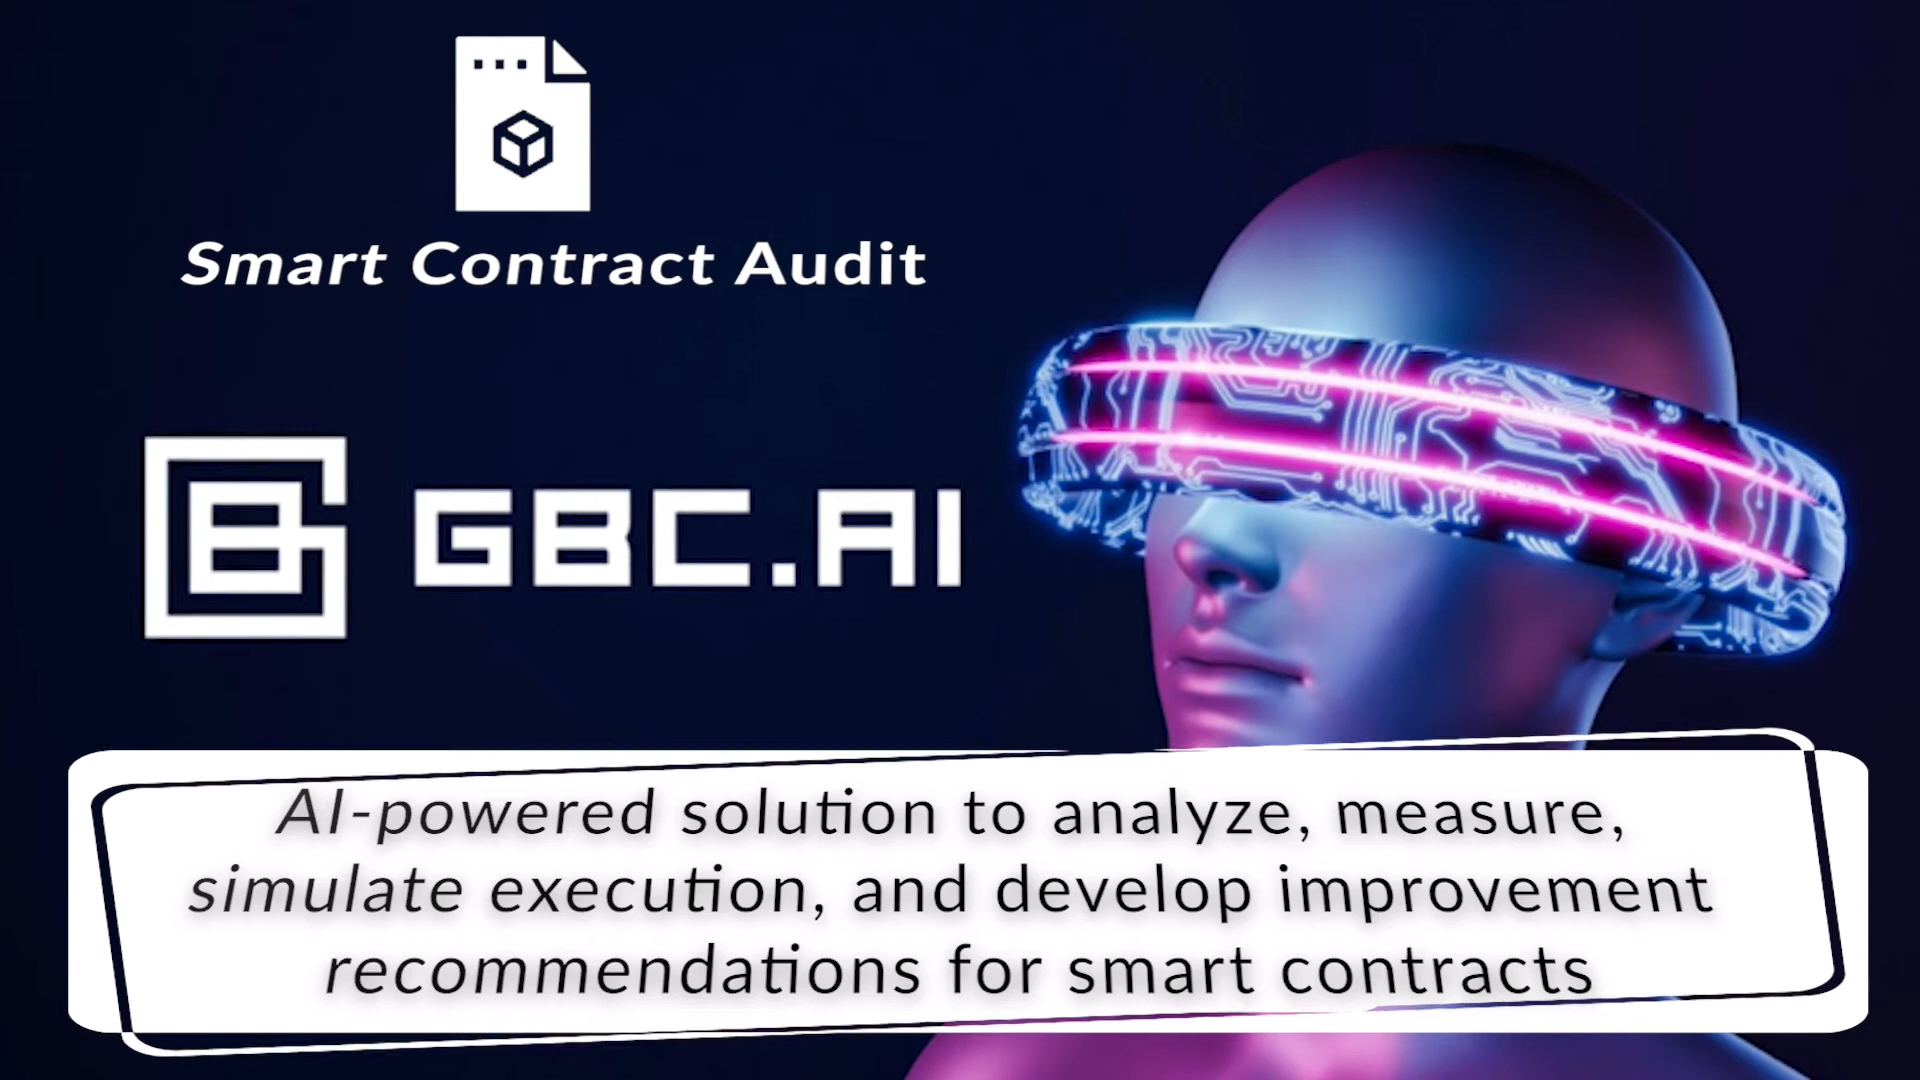 Smart Contract Audit
GBC.AI
AI-powered solution to analyze, measure,
simulate execution, and develop improvement
recommendations for smart contracts